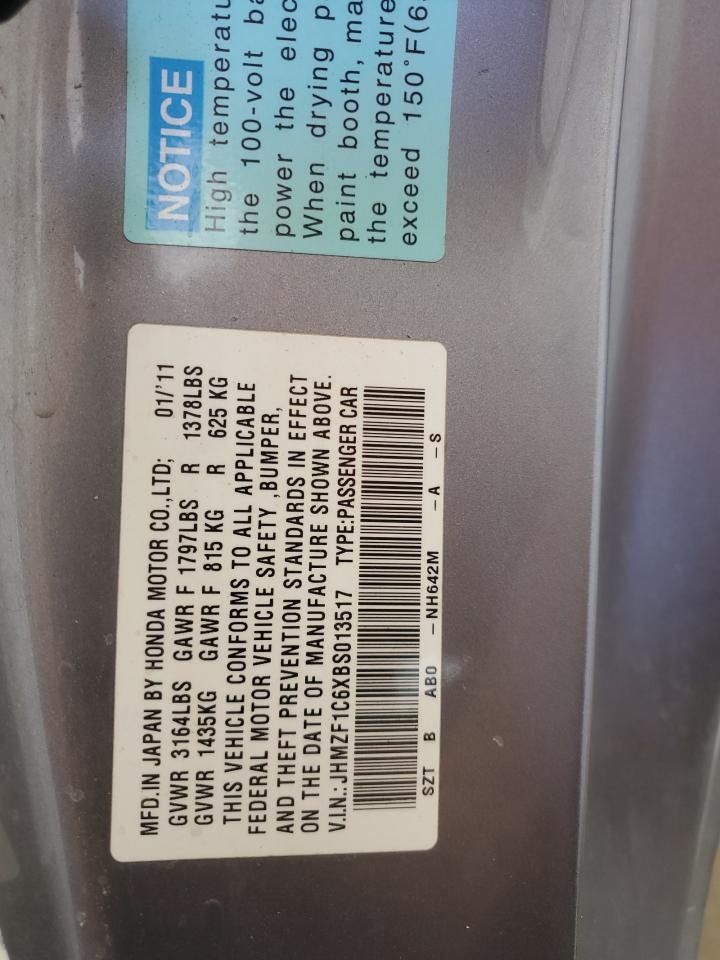 NOTICE
High temperatu
the 100-volt ba
power the elec
When drying p
paint booth, ma
the temperature
exceed 150°F(6
MFD.IN JAPAN BY HONDA MOTOR CO.,LTD; 01/'11
GVWR 3164LBS GAWR F 1797LBS R 1378LBS
GVWR 1435KG GAWR F 815 KG R 625 KG
THIS VEHICLE CONFORMS TO ALL APPLICABLE
FEDERAL MOTOR VEHICLE SAFETY ,BUMPER,
AND THEFT PREVENTION STANDARDS IN EFFECT
ON THE DATE OF MANUFACTURE SHOWN ABOVE.
V.I.N.: JHMZF1C6XBS013517 TYPE:PASSENGER CAR
SZT B AB0 – NH642M – A – S